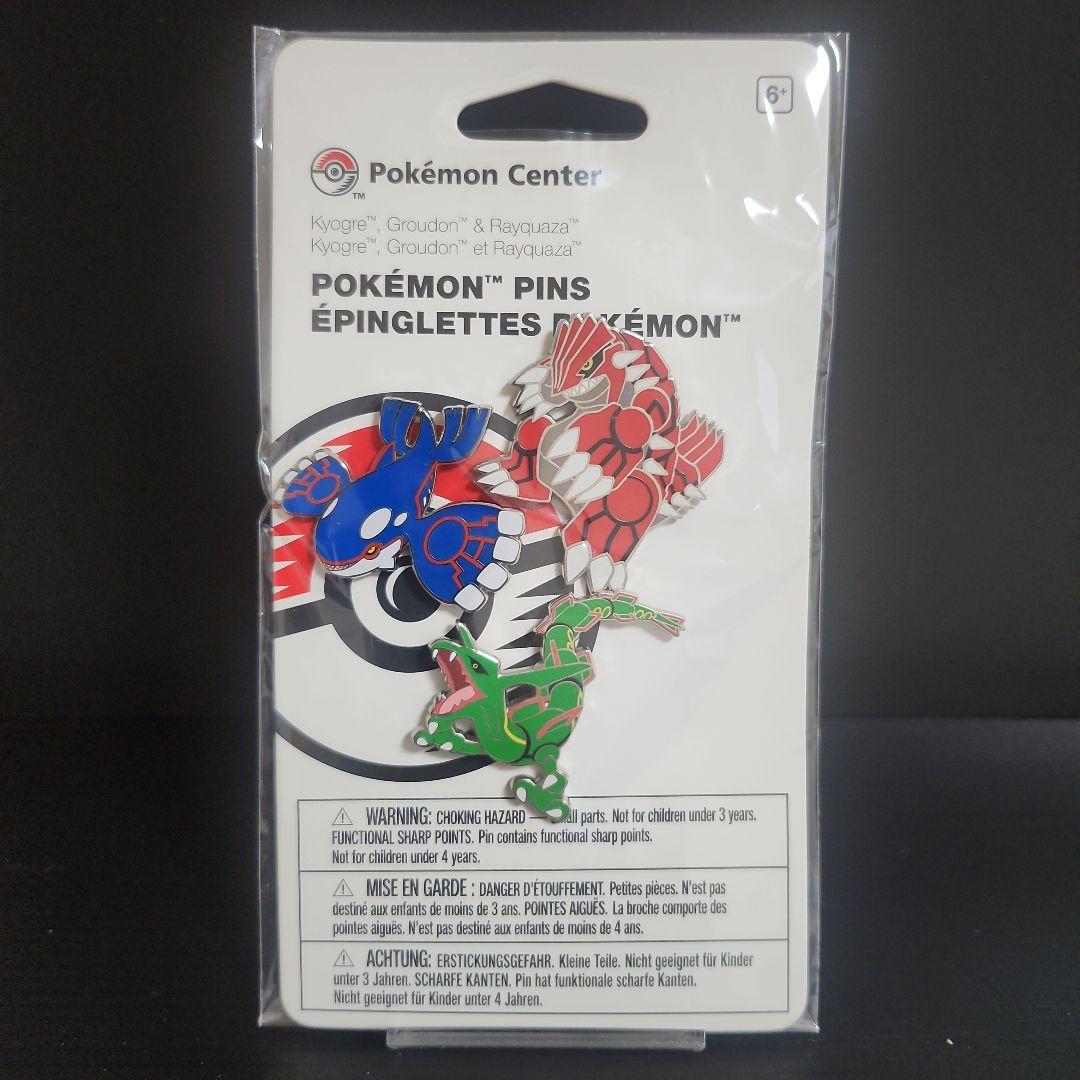 6+
Pokémon Center
TM
Kyogre™, Groudon™ & Rayquaza™
Kyogre™, Groudon™ et Rayquaza™
POKÉMON™ PINS
ÉPINGLETTES POKÉMON™
⚠ WARNING: CHOKING HAZARD — Small parts. Not for children under 3 years.
FUNCTIONAL SHARP POINTS. Pin contains functional sharp points.
Not for children under 4 years.
⚠ MISE EN GARDE : DANGER D'ÉTOUFFEMENT. Petites pièces. N'est pas
destiné aux enfants de moins de 3 ans. POINTES AIGUËS. La broche comporte des
pointes aiguës. N'est pas destiné aux enfants de moins de 4 ans.
⚠ ACHTUNG: ERSTICKUNGSGEFAHR. Kleine Teile. Nicht geeignet für Kinder
unter 3 Jahren. SCHARFE KANTEN. Pin hat funktionale scharfe Kanten.
Nicht geeignet für Kinder unter 4 Jahren.